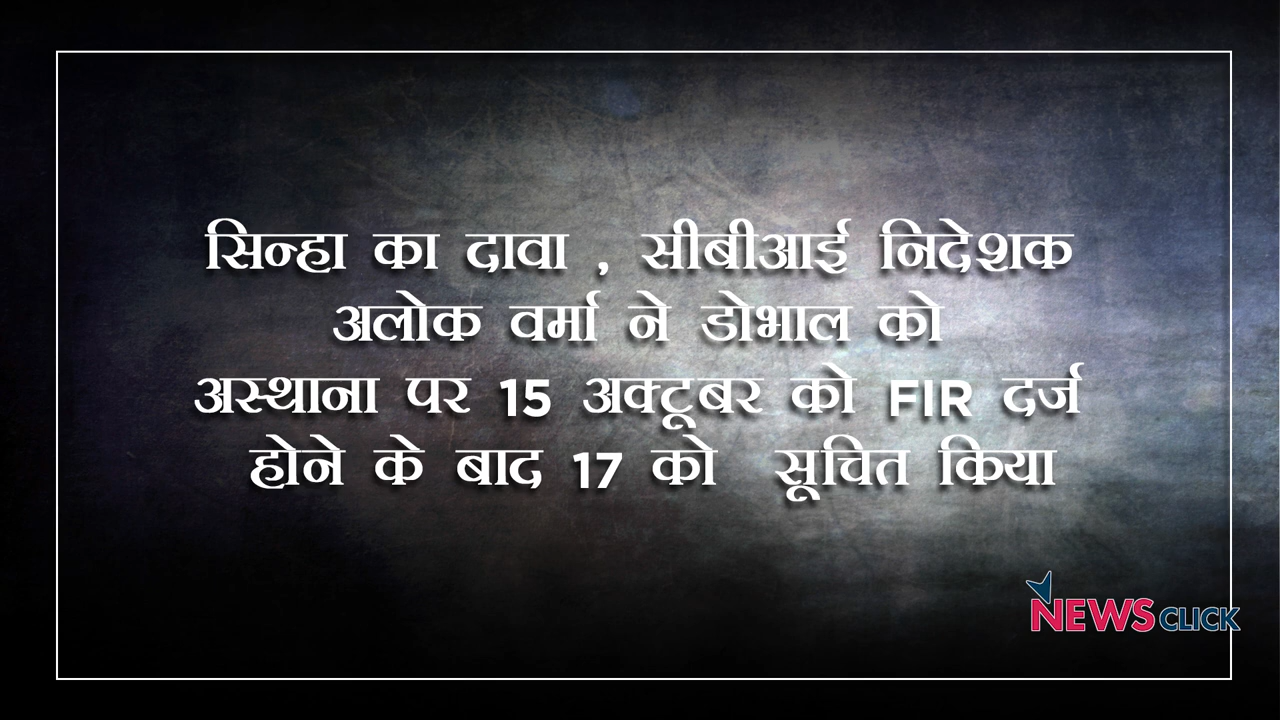 सिन्हा का दावा , सीबीआई निदेशक
अलोक वर्मा ने डोभाल को
अस्थाना पर 15 अक्टूबर को FIR दर्ज
होने के बाद 17 को सूचित किया
NEWSCLICK